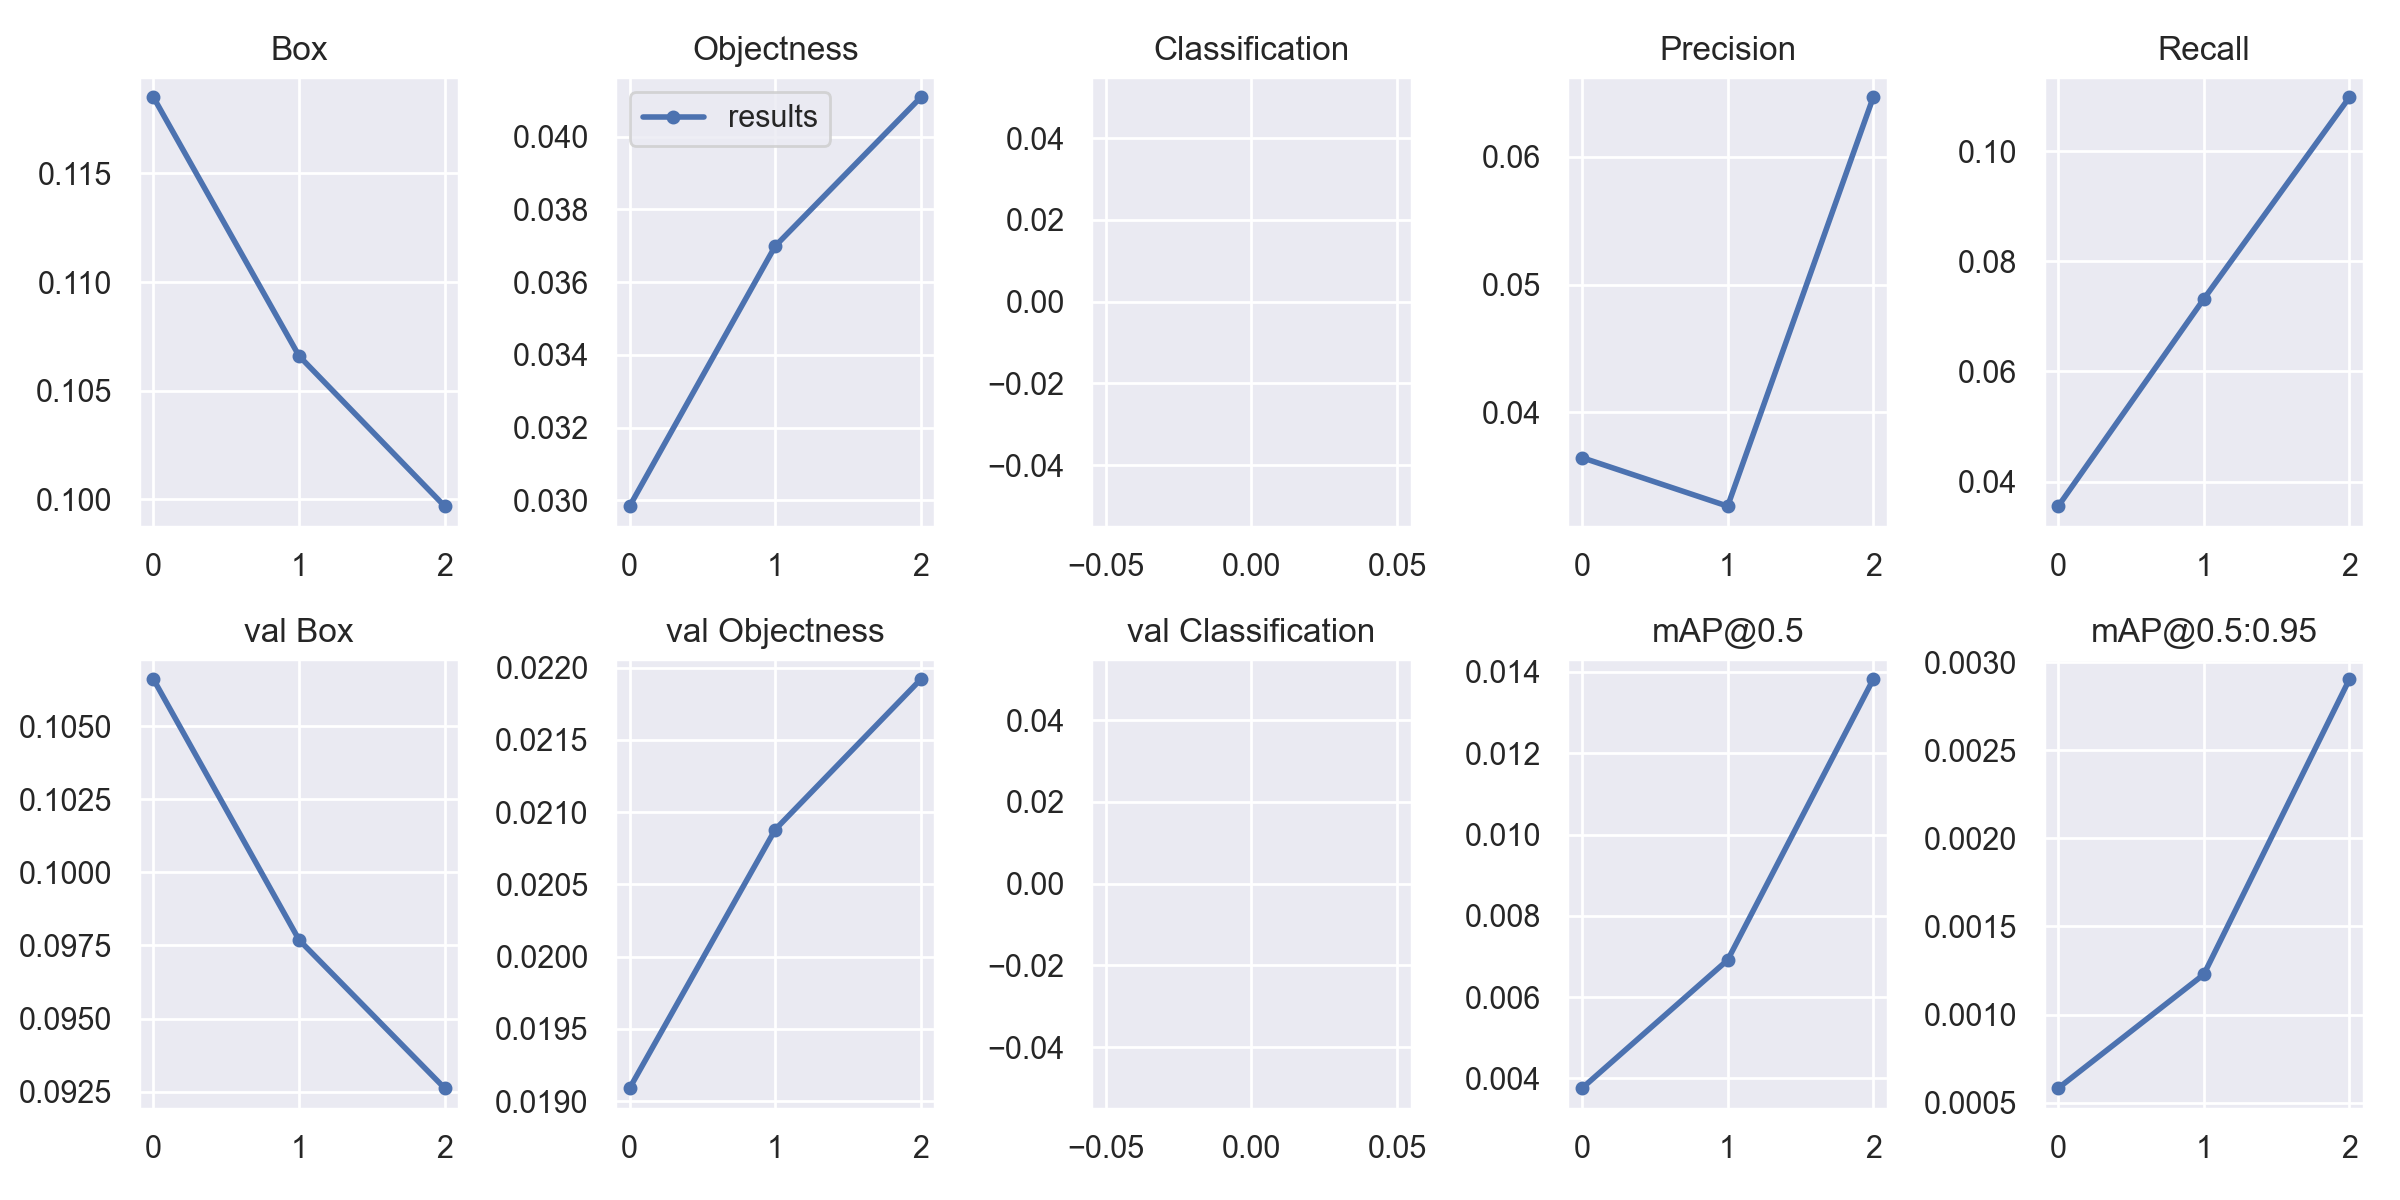 Box
0.115
0.110
0.105
0.100
0 1 2
Objectness
results
0.040
0.038
0.036
0.034
0.032
0.030
0 1 2
Classification
0.04
0.02
0.00
−0.02
−0.04
−0.05 0.00 0.05
Precision
0.06
0.05
0.04
0 1 2
Recall
0.10
0.08
0.06
0.04
0 1 2
val Box
0.1050
0.1025
0.1000
0.0975
0.0950
0.0925
0 1 2
val Objectness
0.0220
0.0215
0.0210
0.0205
0.0200
0.0195
0.0190
0 1 2
val Classification
0.04
0.02
0.00
−0.02
−0.04
−0.05 0.00 0.05
mAP@0.5
0.014
0.012
0.010
0.008
0.006
0.004
0 1 2
mAP@0.5:0.95
0.0030
0.0025
0.0020
0.0015
0.0010
0.0005
0 1 2